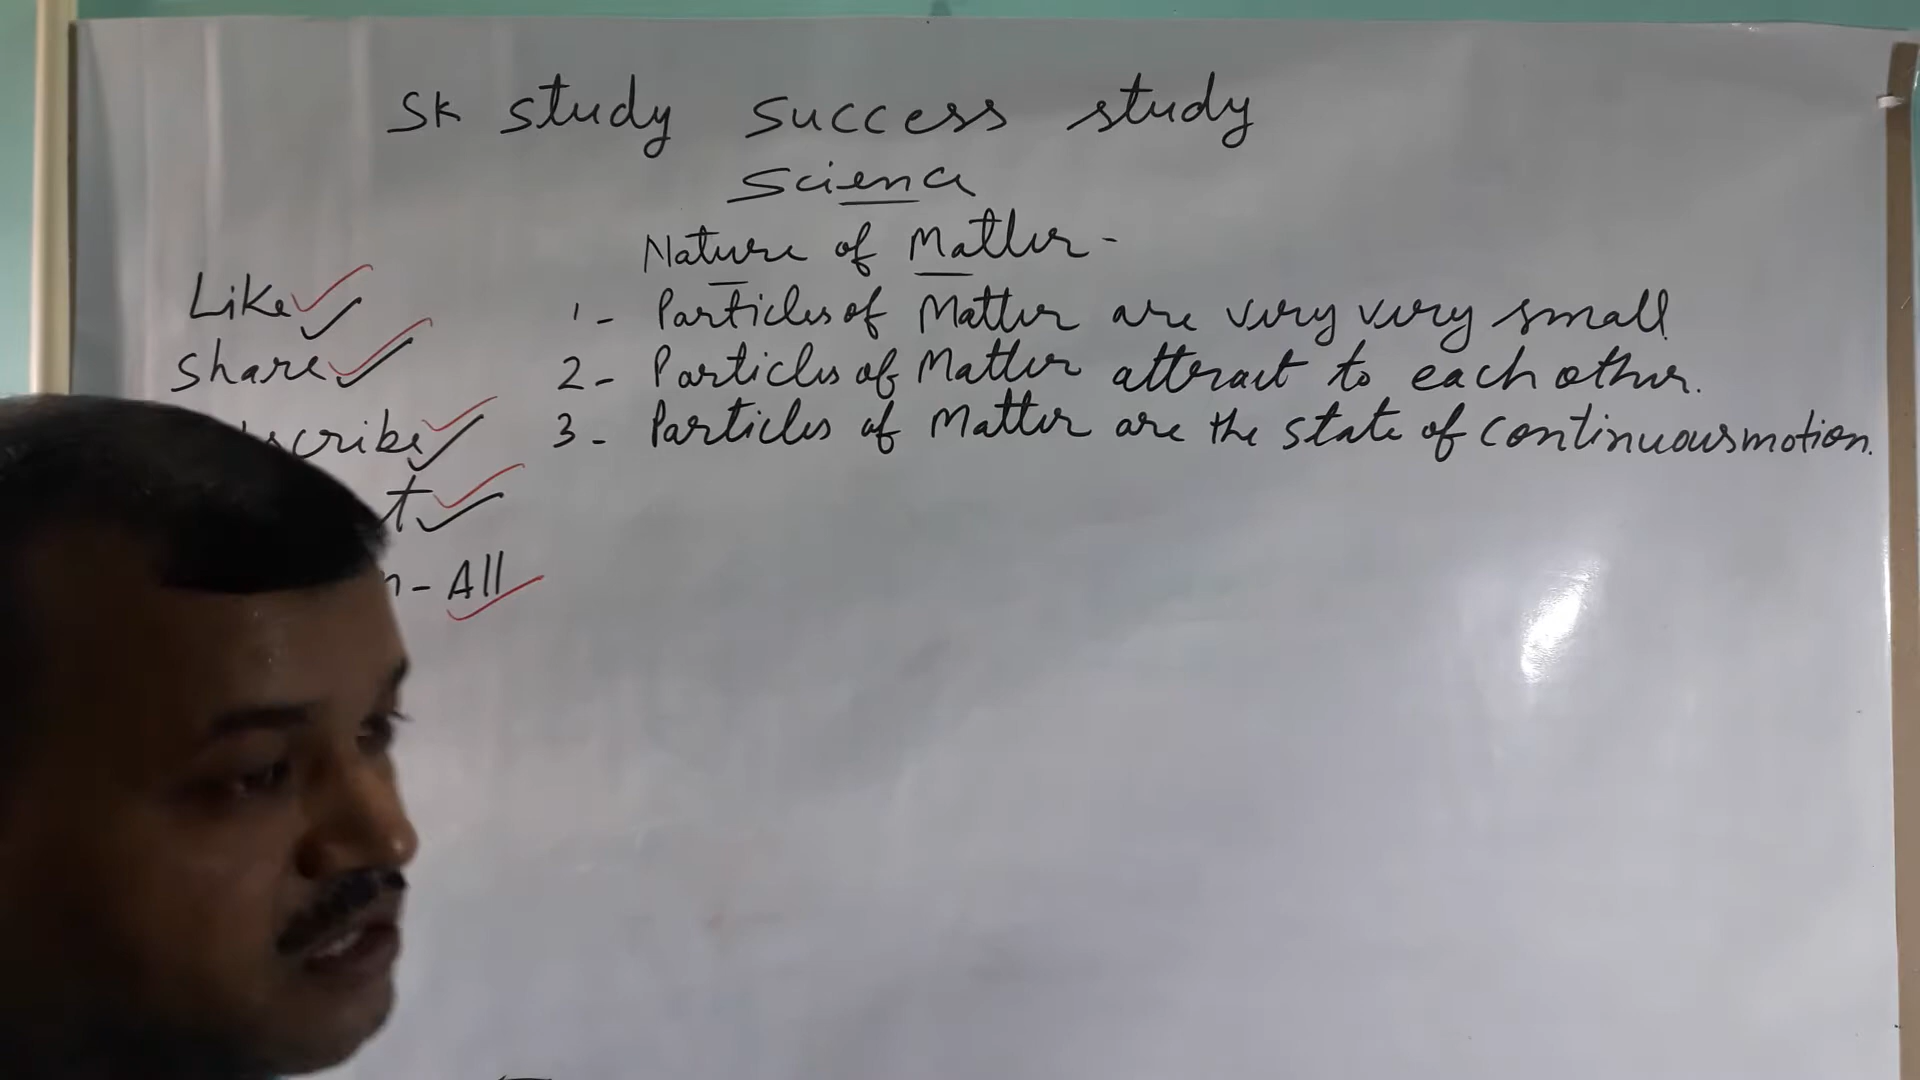 SK study success study
Science
Nature of Matter -
Like
Share
1 - Particles of Matter are very very small
2 - Particles of Matter attract to each other.
3 - Particles of Matter are the state of continuous motion.
- All